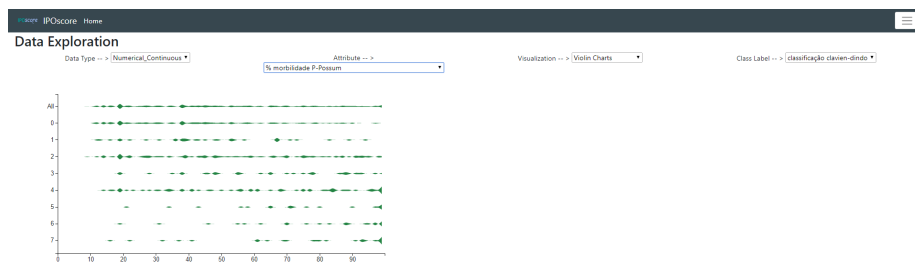 IPOscore IPOscore Home
Data Exploration
Data Type -- > Numerical_Continuous
Attribute -- >
% morbilidade P-Possum
Visualization -- > Violin Charts
Class Label -- > classificação clavien-dindo
All
0
1
2
3
4
5
6
7
0 10 20 30 40 50 60 70 80 90